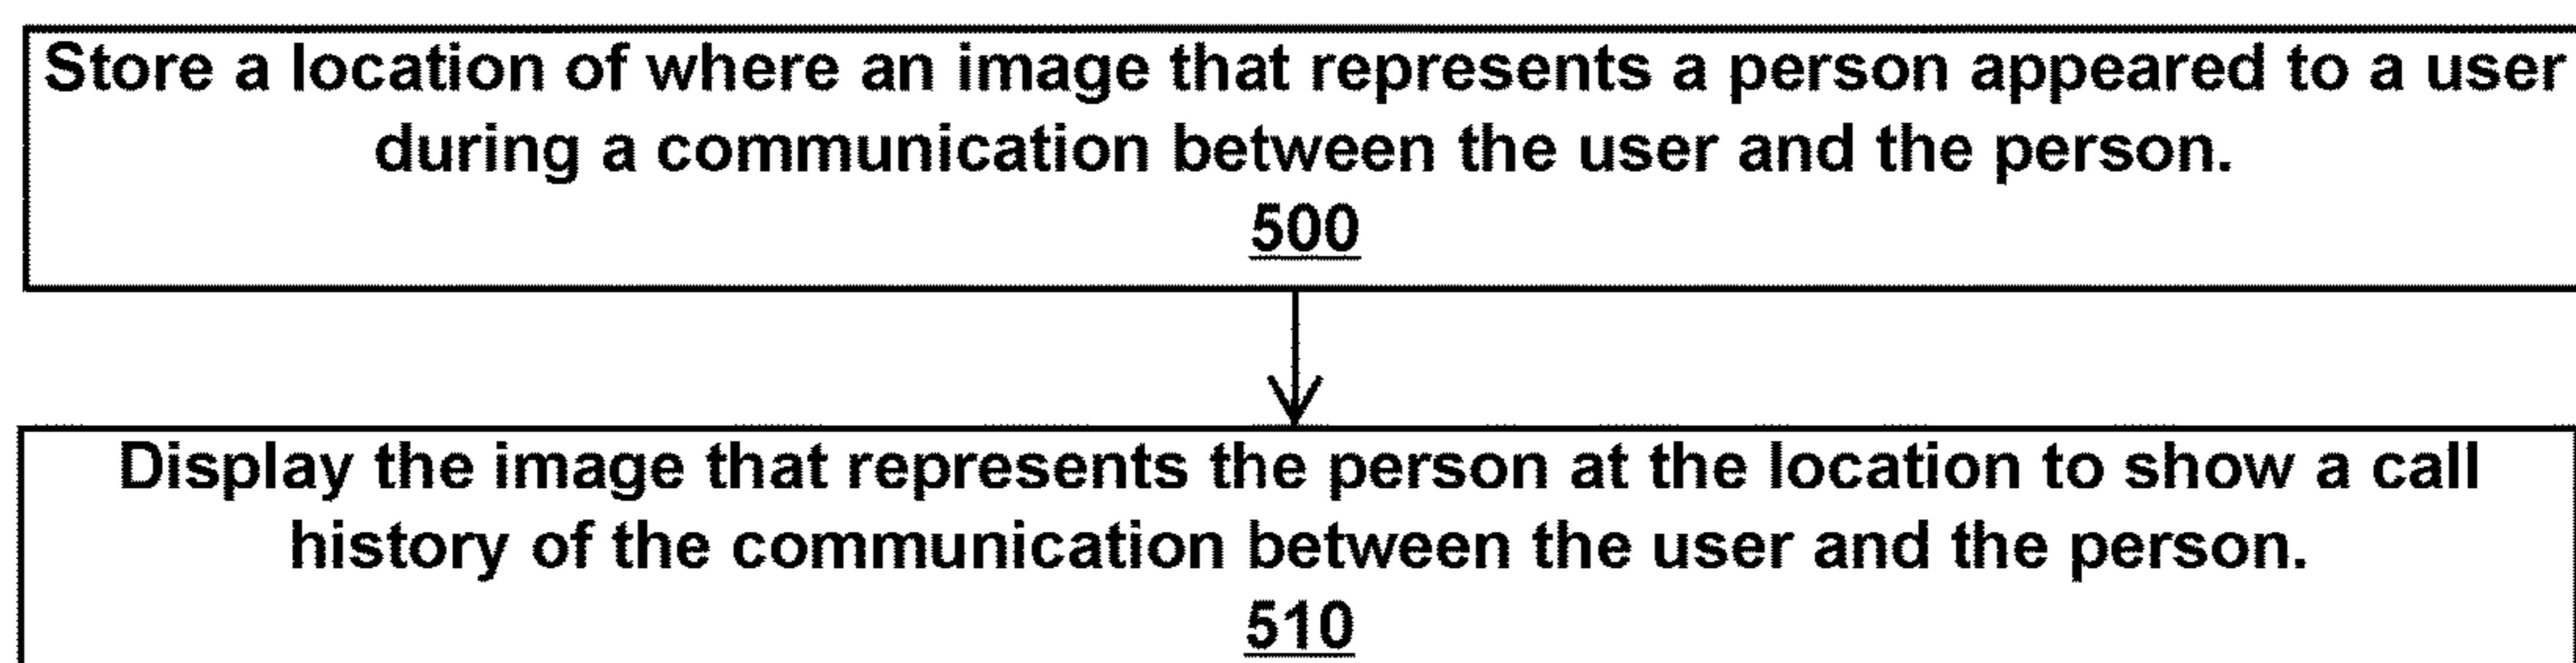 Store a location of where an image that represents a person appeared to a user
during a communication between the user and the person.
500
Display the image that represents the person at the location to show a call
history of the communication between the user and the person.
510